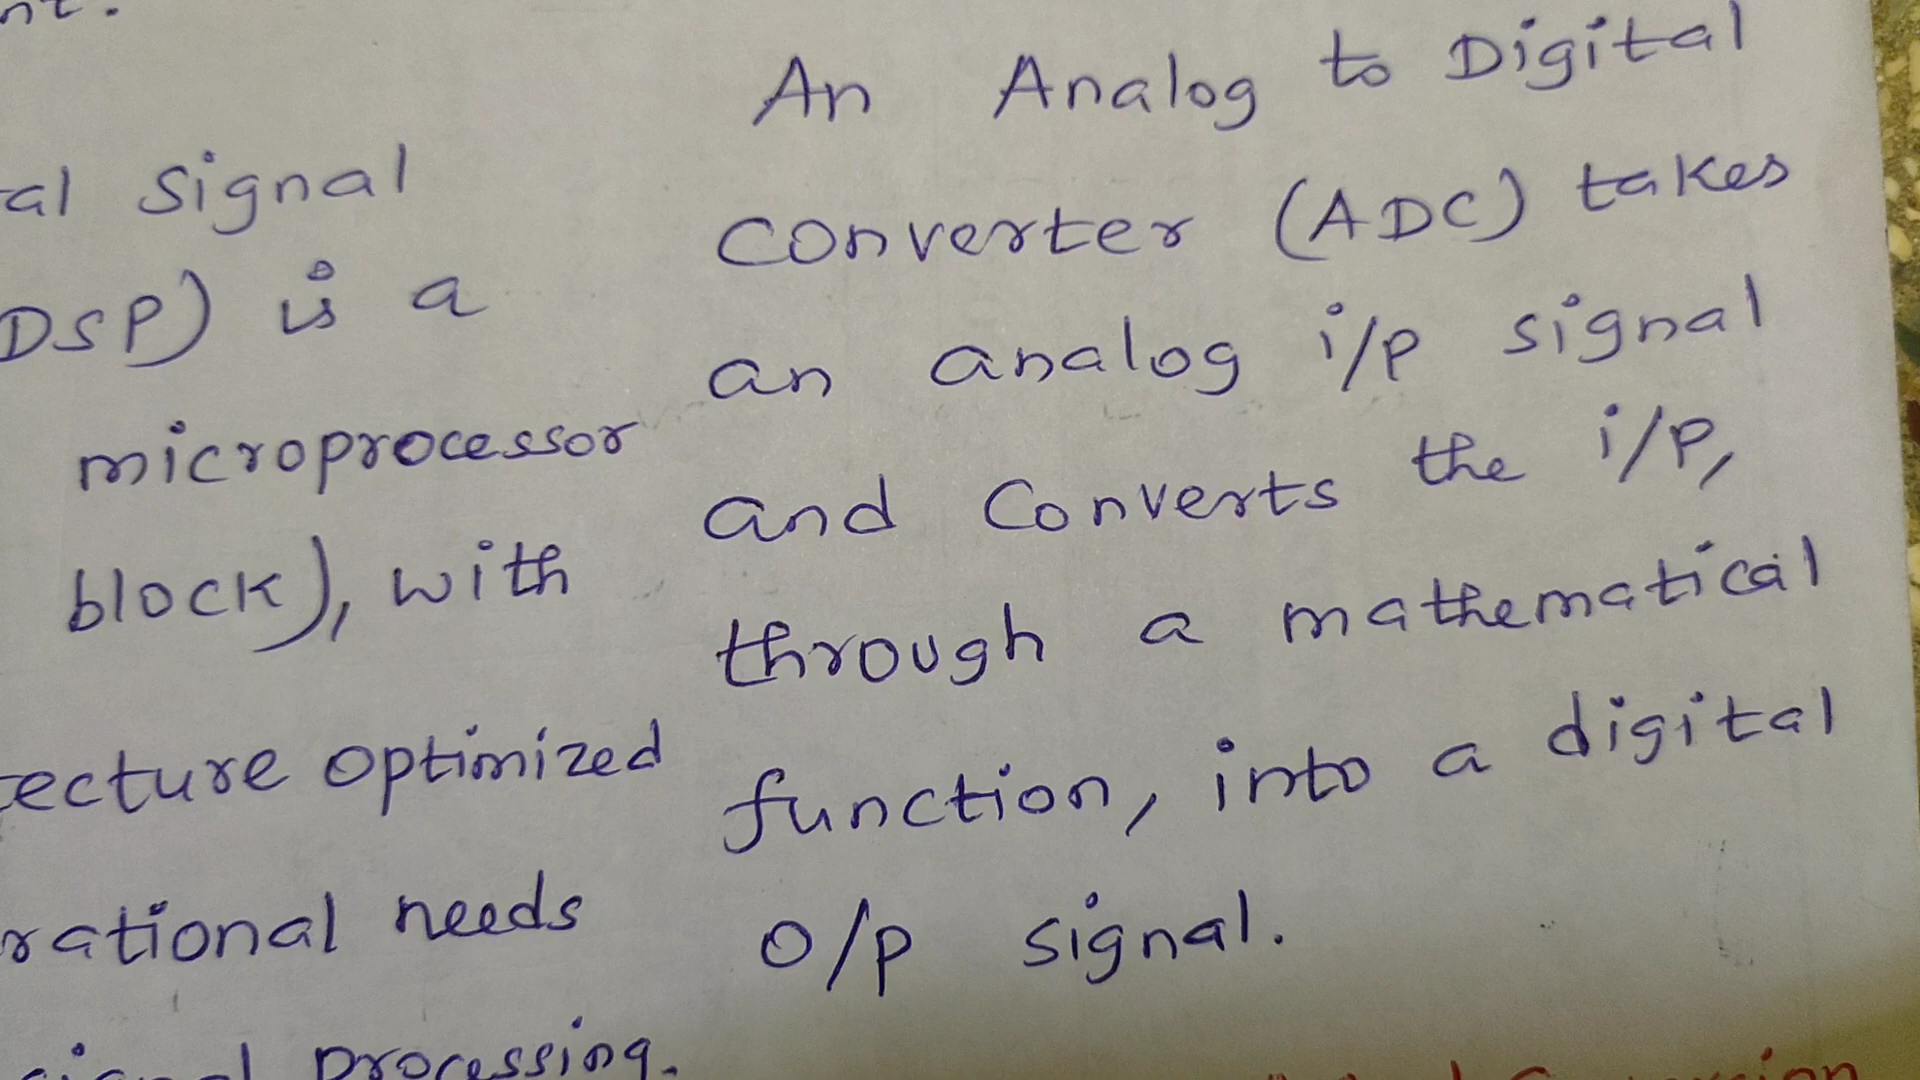 al Signal
DSP) is a
microprocessor
block), with
ecture optimized
rational needs
processing.
An Analog to Digital
Converter (ADC) takes
an analog i/p signal
and Converts the i/p,
through a mathematical
function, into a digital
o/p signal.